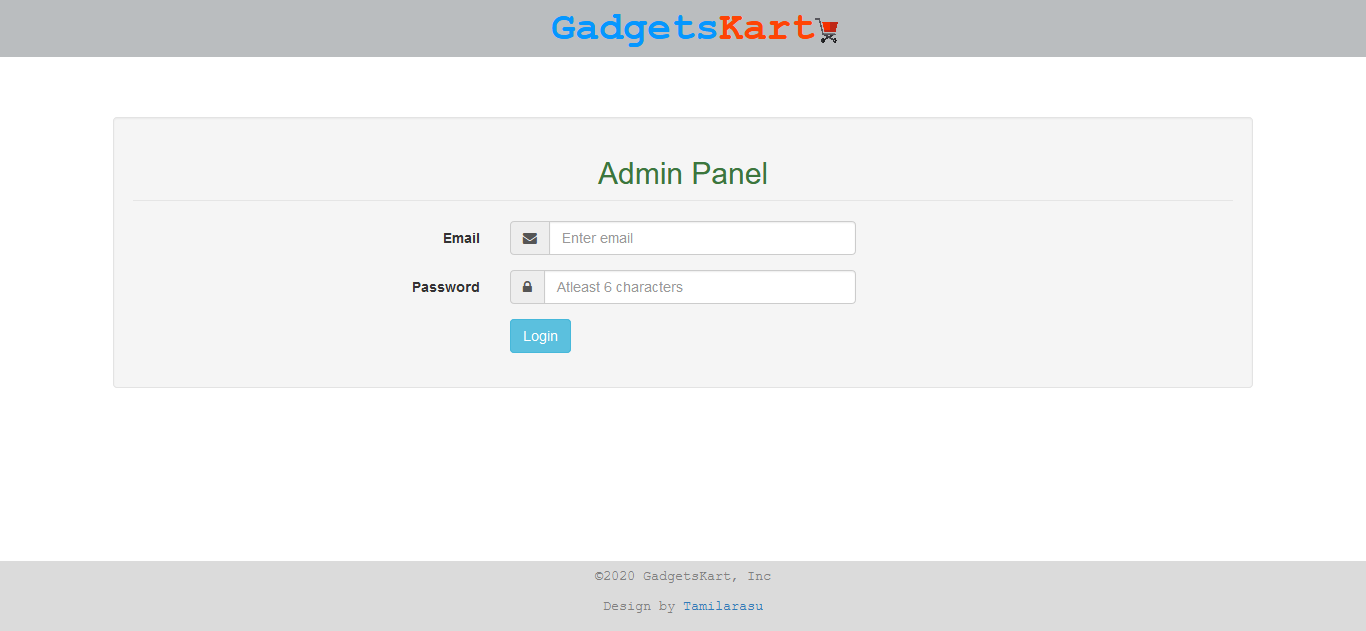 GadgetsKart
Admin Panel
Email
Enter email
Password
Atleast 6 characters
Login
©2020 GadgetsKart, Inc
Design by Tamilarasu